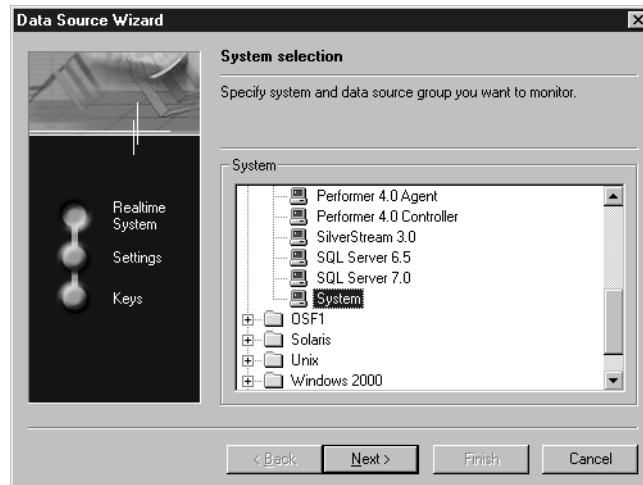 Data Source Wizard
System selection
Specify system and data source group you want to monitor.
Realtime
System
Settings
Keys
System
Performer 4.0 Agent
Performer 4.0 Controller
SilverStream 3.0
SQL Server 6.5
SQL Server 7.0
System
OSF1
Solaris
Unix
Windows 2000
< Back
Next >
Finish
Cancel